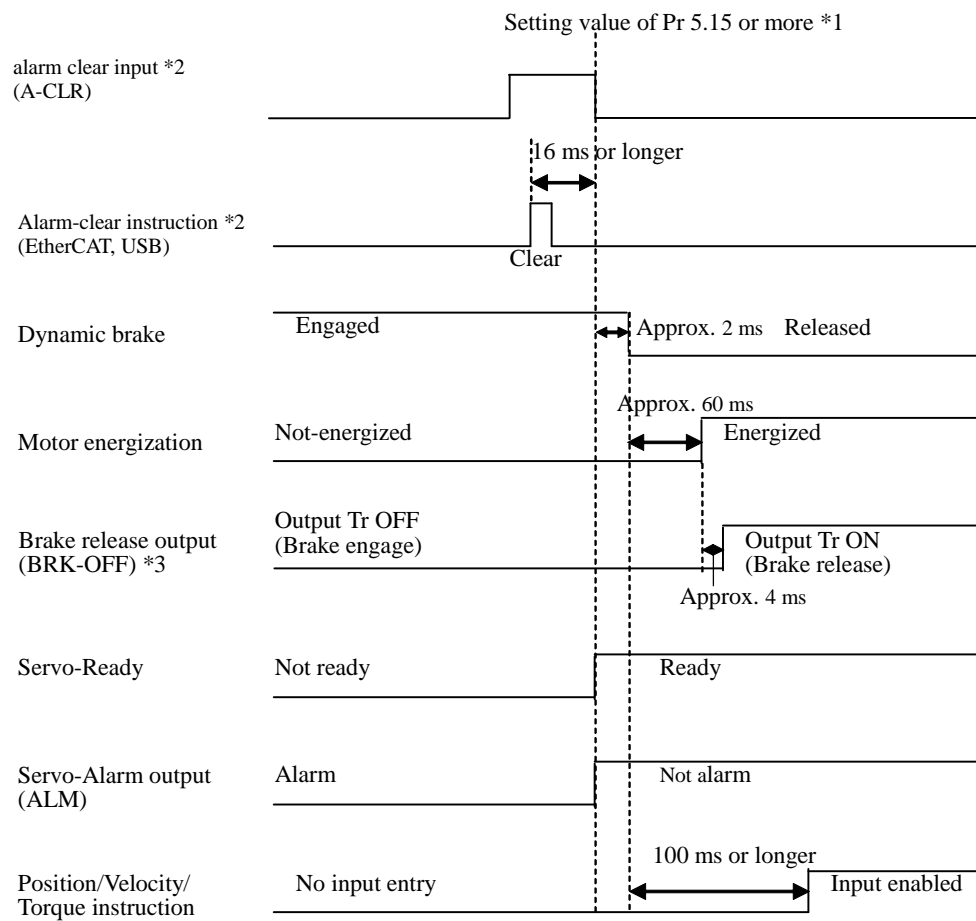 Setting value of Pr 5.15 or more *1
alarm clear input *2
(A-CLR)
16 ms or longer
Alarm-clear instruction *2
(EtherCAT, USB)
Clear
Dynamic brake
Engaged
Approx. 2 ms
Released
Approx. 60 ms
Motor energization
Not-energized
Energized
Brake release output
(BRK-OFF) *3
Output Tr OFF
(Brake engage)
Output Tr ON
(Brake release)
Approx. 4 ms
Servo-Ready
Not ready
Ready
Servo-Alarm output
(ALM)
Alarm
Not alarm
100 ms or longer
Position/Velocity/
Torque instruction
No input entry
Input enabled